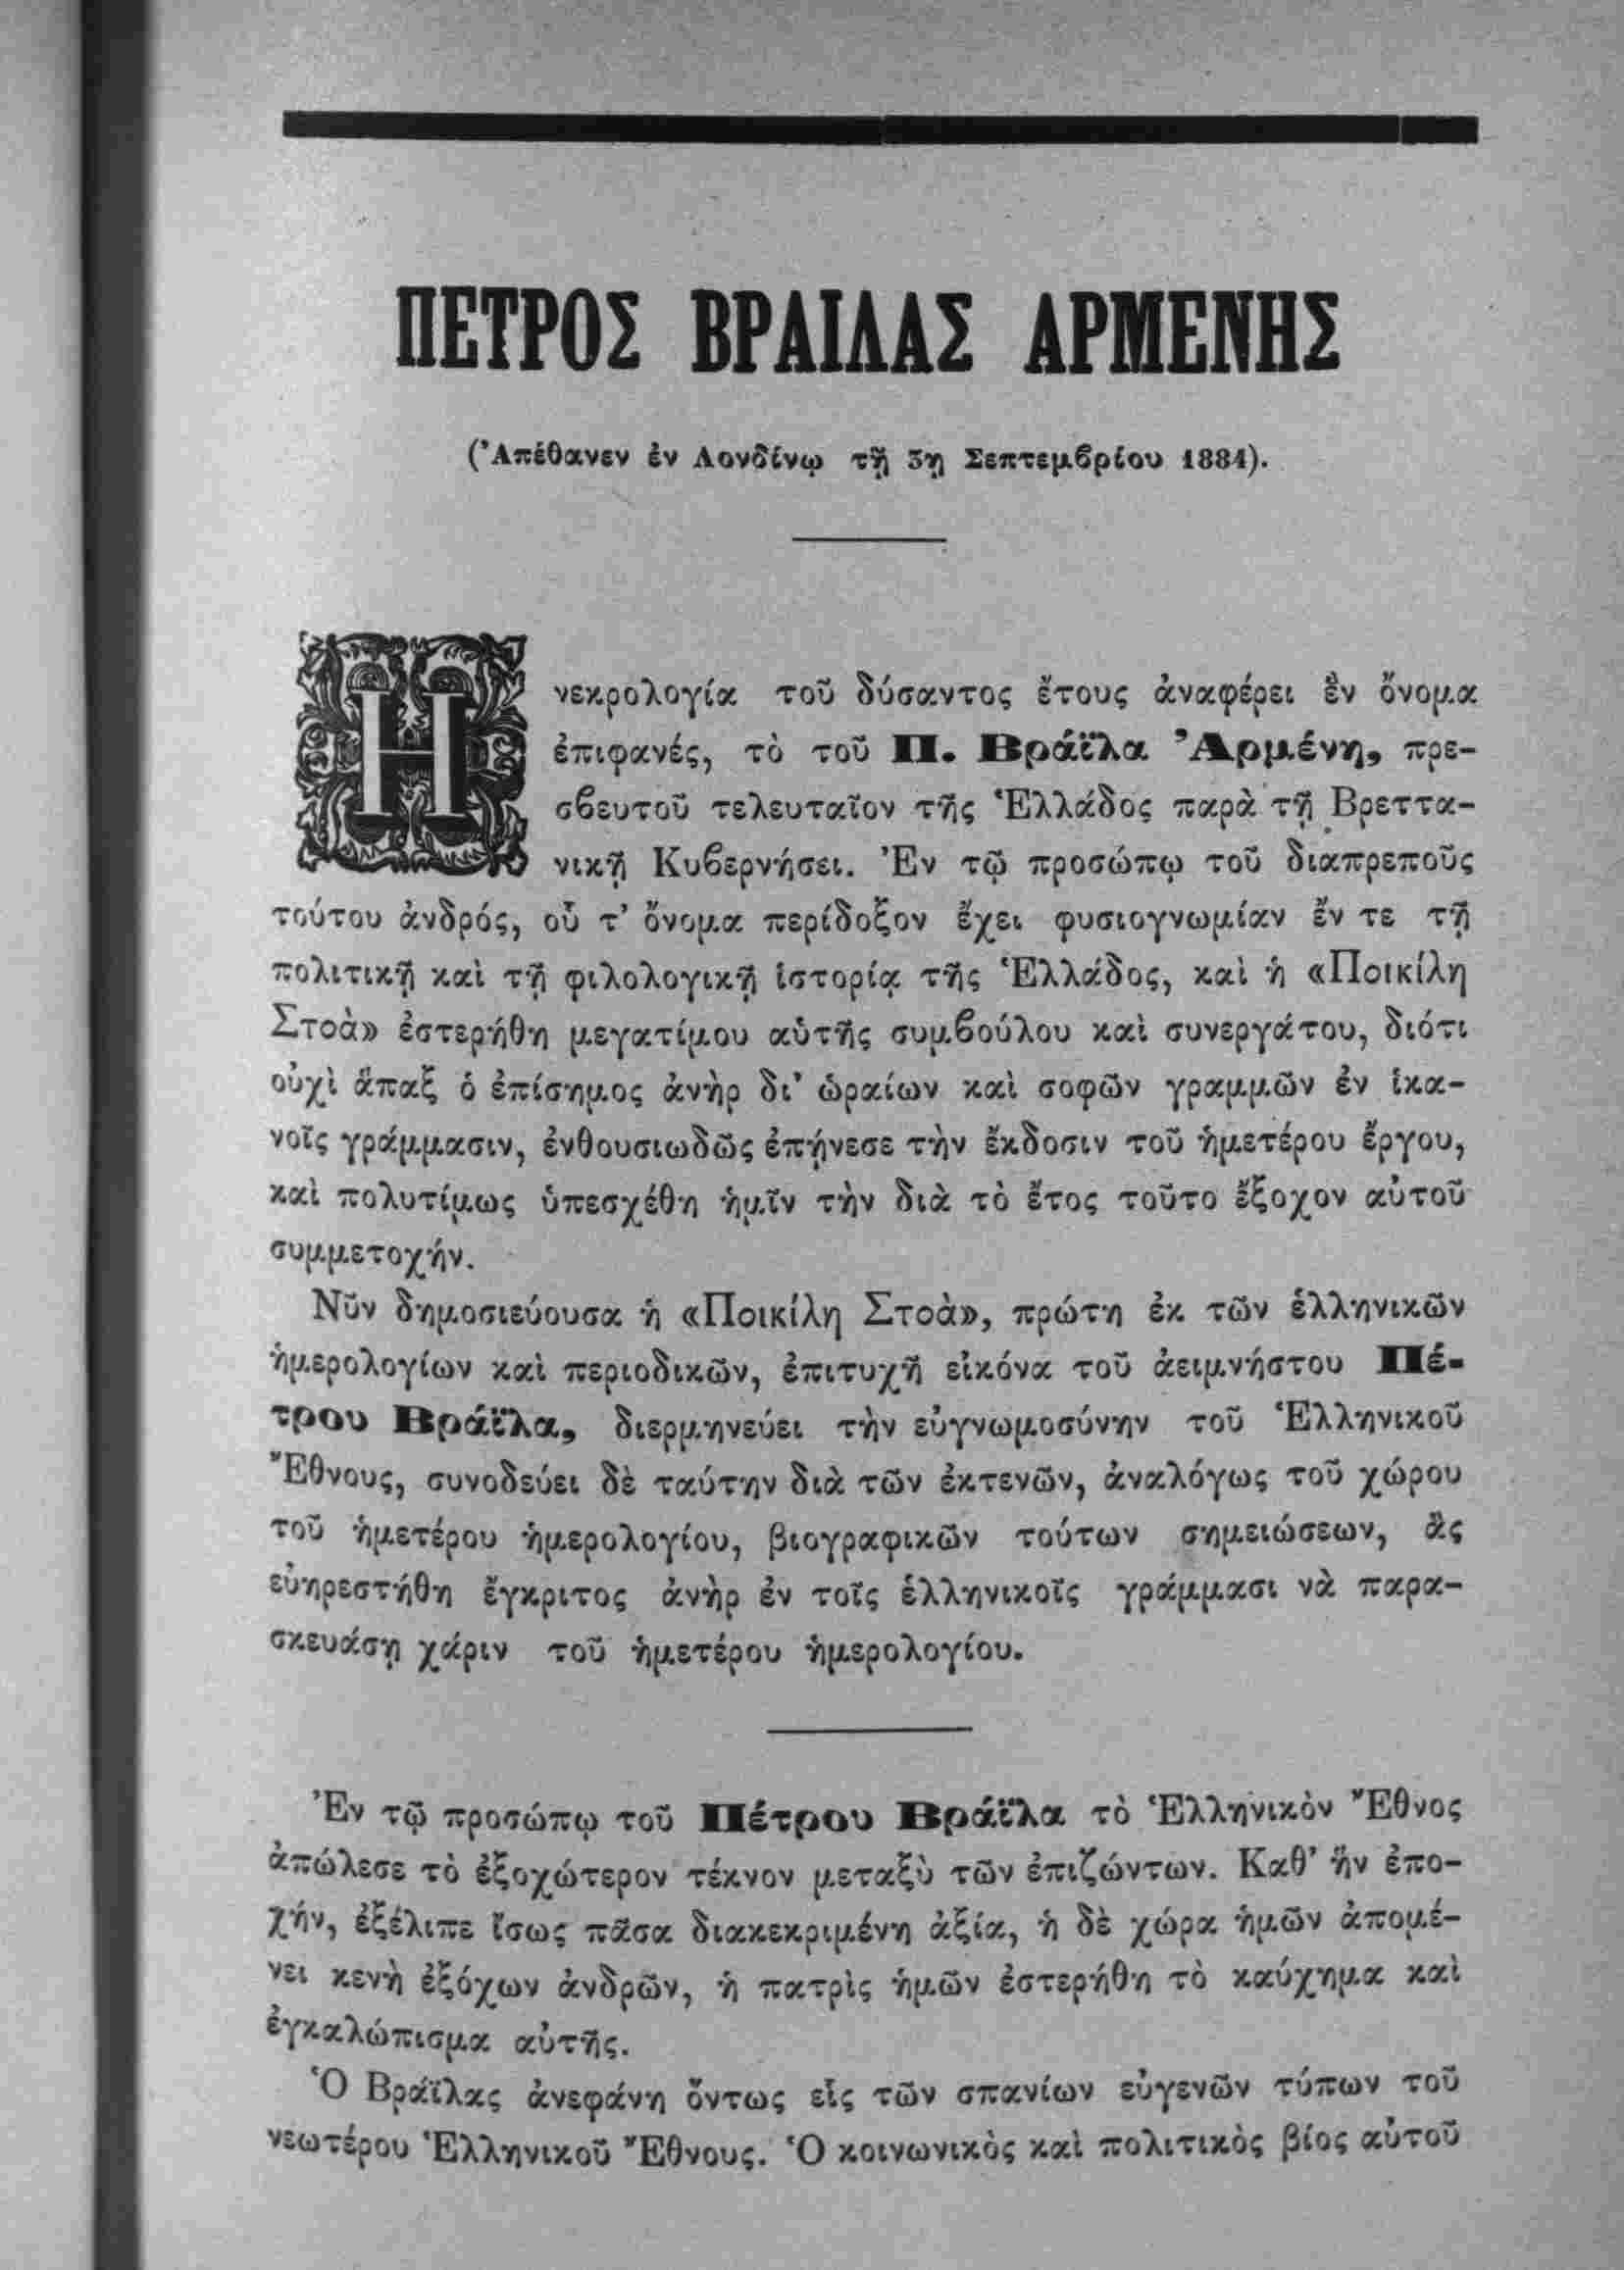 ΠΕΤΡΟΣ ΒΡΑΙΛΑΣ ΑΡΜΕΝΗΣ
(Ἀπέθανεν ἐν Λονδίνῳ τῇ 3ῃ Σεπτεμβρίου 1884).
Η νεκρολογία τοῦ δύσαντος ἔτους ἀναφέρει ἓν ὄνομα
ἐπιφανές, τὸ τοῦ Π. Βράϊλα Ἀρμένη, πρε-
σβευτοῦ τελευταῖον τῆς Ἑλλάδος παρὰ τῇ Βρεττα-
νικῇ Κυβερνήσει. Ἐν τῷ προσώπῳ τοῦ διαπρεποῦς
τούτου ἀνδρός, οὗ τ' ὄνομα περίδοξον ἔχει φυσιογνωμίαν ἔν τε τῇ
πολιτικῇ καὶ τῇ φιλολογικῇ ἱστορίᾳ τῆς Ἑλλάδος, καὶ ἡ «Ποικίλη
Στοὰ» ἐστερήθη μεγατίμου αὑτῆς συμβούλου καὶ συνεργάτου, διότι
οὐχὶ ἅπαξ ὁ ἐπίσημος ἀνὴρ δι' ὡραίων καὶ σοφῶν γραμμῶν ἐν ἱκα-
νοῖς γράμμασιν, ἐνθουσιωδῶς ἐπῄνεσε τὴν ἔκδοσιν τοῦ ἡμετέρου ἔργου,
καὶ πολυτίμως ὑπεσχέθη ἡμῖν τὴν διὰ τὸ ἔτος τοῦτο ἔξοχον αὐτοῦ
συμμετοχήν.
Νῦν δημοσιεύουσα ἡ «Ποικίλη Στοὰ», πρώτη ἐκ τῶν ἑλληνικῶν
ἡμερολογίων καὶ περιοδικῶν, ἐπιτυχῆ εἰκόνα τοῦ ἀειμνήστου Πέ-
τρου Βράϊλα, διερμηνεύει τὴν εὐγνωμοσύνην τοῦ Ἑλληνικοῦ
Ἔθνους, συνοδεύει δὲ ταύτην διὰ τῶν ἐκτενῶν, ἀναλόγως τοῦ χώρου
τοῦ ἡμετέρου ἡμερολογίου, βιογραφικῶν τούτων σημειώσεων, ἃς
εὐηρεστήθη ἔγκριτος ἀνὴρ ἐν τοῖς ἑλληνικοῖς γράμμασι νὰ παρα-
σκευάσῃ χάριν τοῦ ἡμετέρου ἡμερολογίου.
Ἐν τῷ προσώπῳ τοῦ Πέτρου Βράϊλα τὸ Ἑλληνικὸν Ἔθνος
ἀπώλεσε τὸ ἐξοχώτερον τέκνον μεταξὺ τῶν ἐπιζώντων. Καθ' ἣν ἐπο-
χήν, ἐξέλιπε ἴσως πᾶσα διακεκριμένη ἀξία, ἡ δὲ χώρα ἡμῶν ἀπομέ-
νει κενὴ ἐξόχων ἀνδρῶν, ἡ πατρὶς ἡμῶν ἐστερήθη τὸ καύχημα καὶ
ἐγκαλώπισμα αὐτῆς.
Ὁ Βράϊλας ἀνεφάνη ὄντως εἷς τῶν σπανίων εὐγενῶν τύπων τοῦ
νεωτέρου Ἑλληνικοῦ Ἔθνους. Ὁ κοινωνικὸς καὶ πολιτικὸς βίος αὐτοῦ